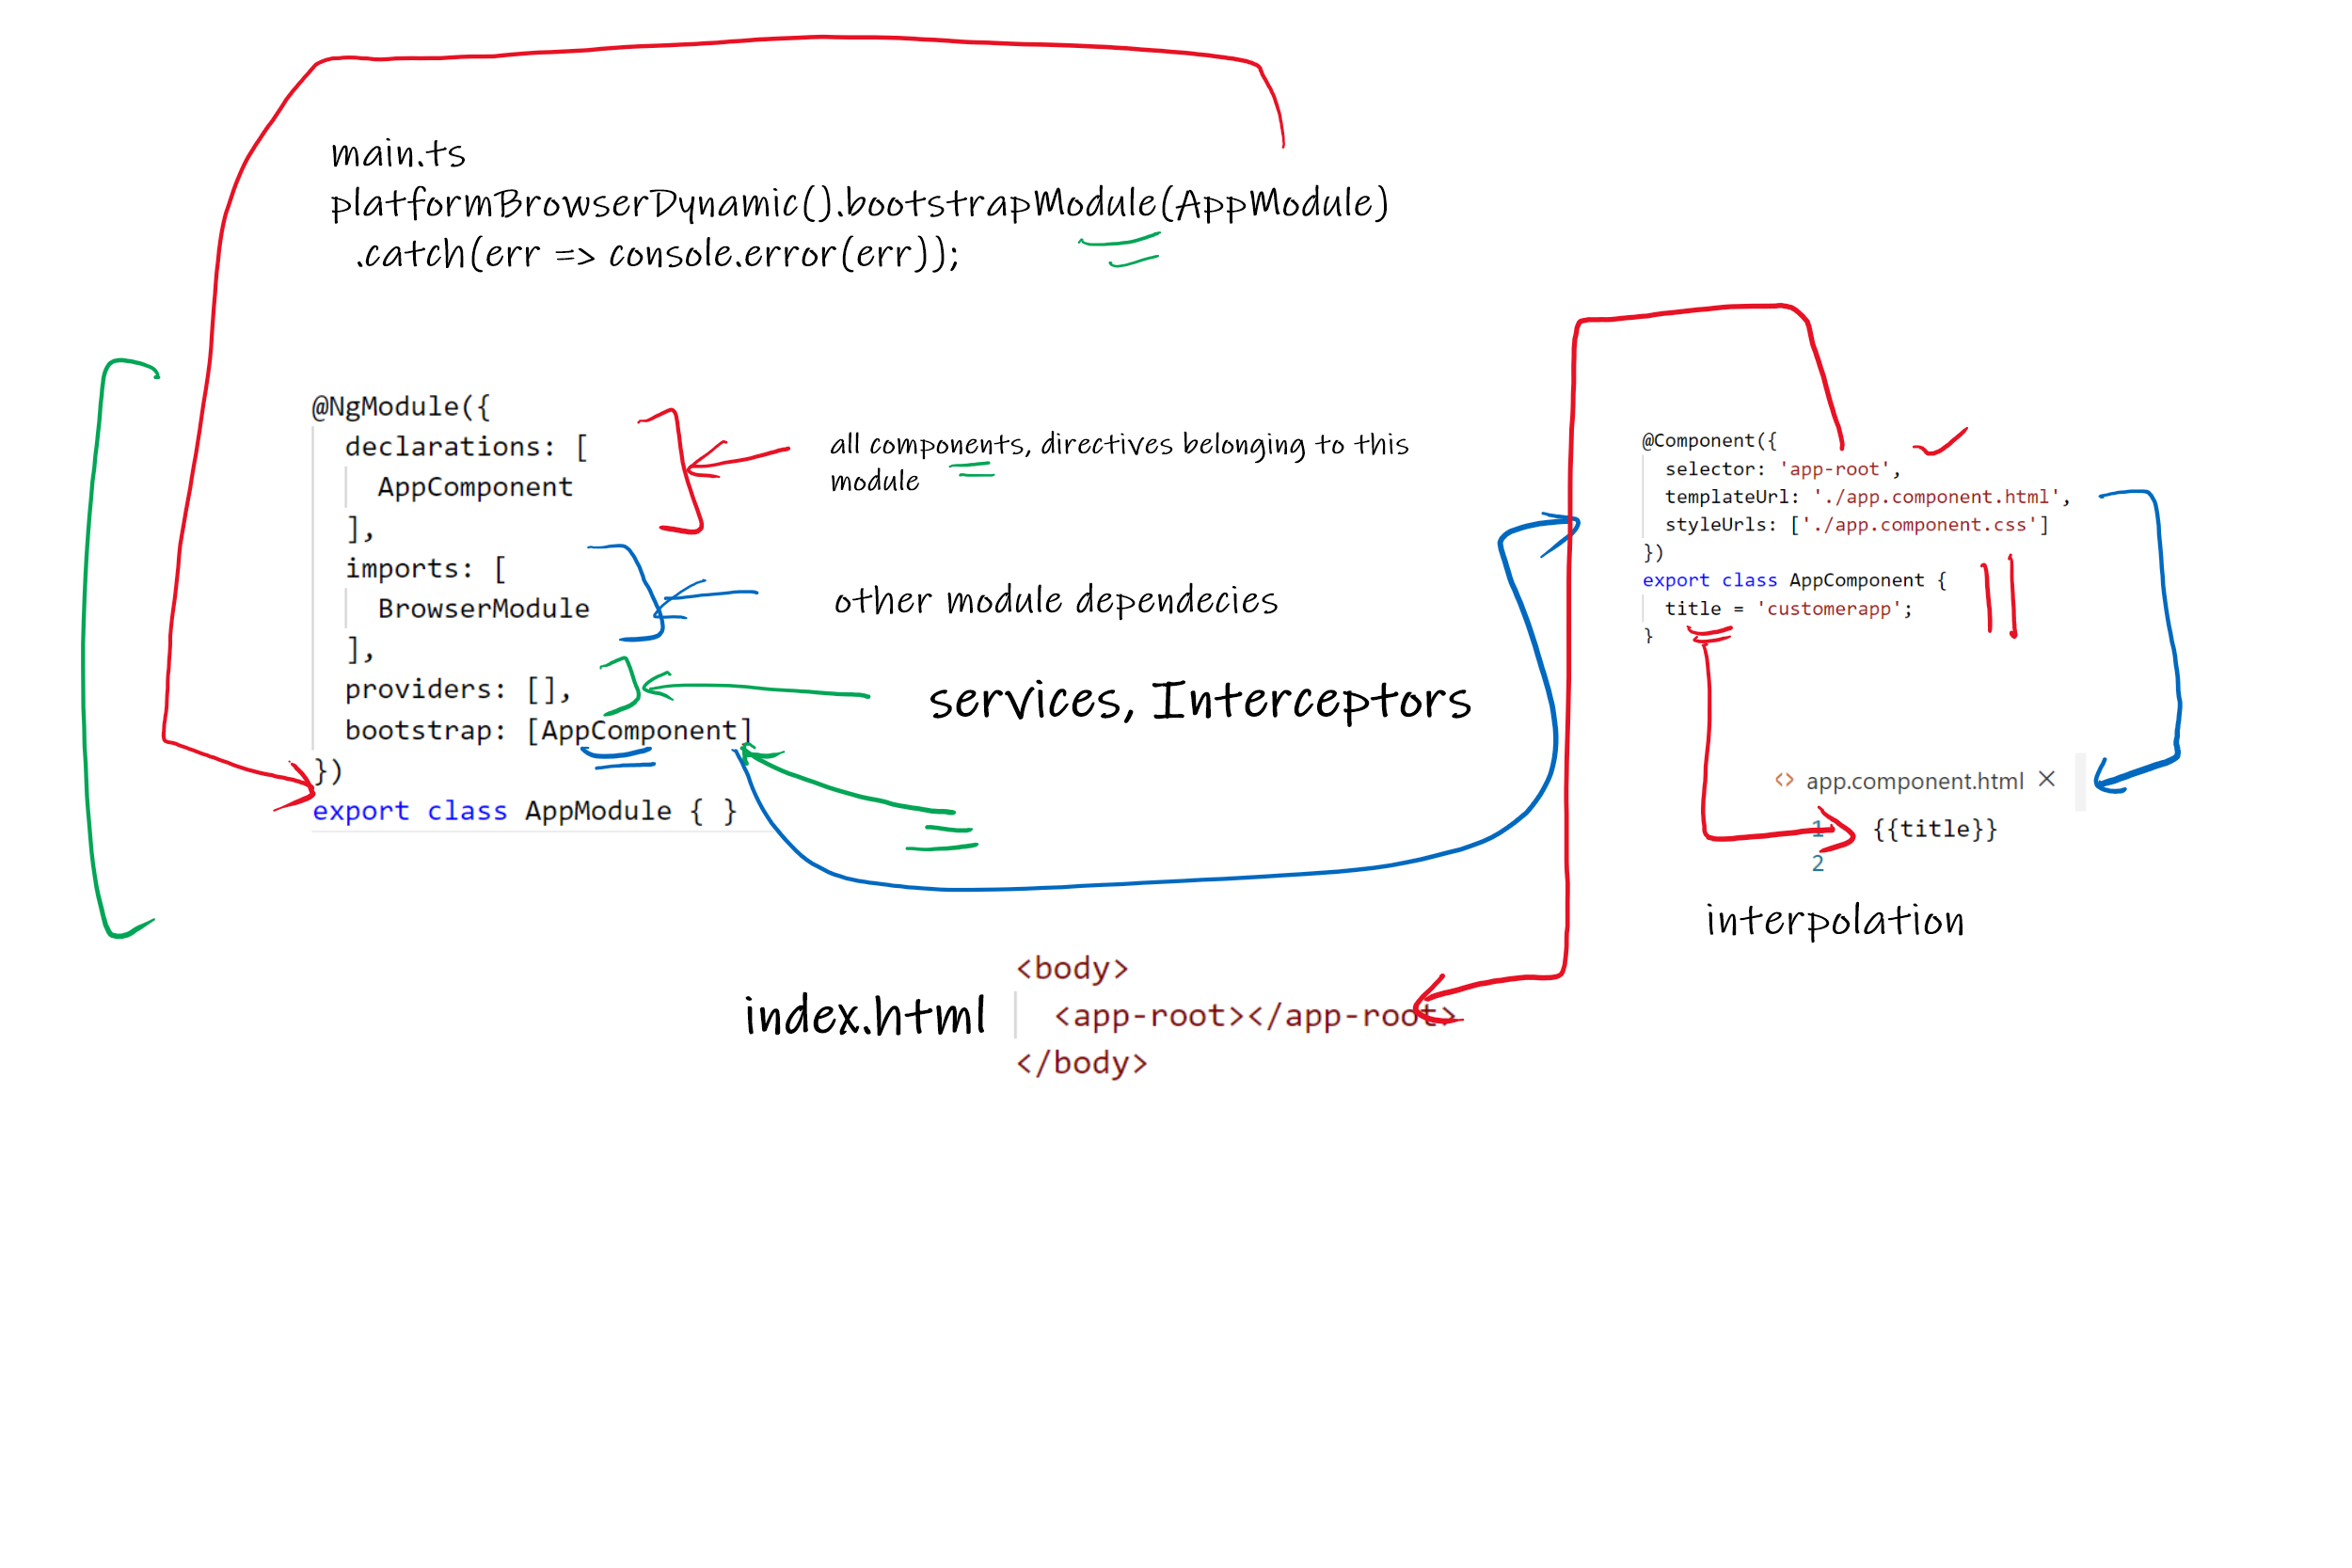 main.ts
platformBrowserDynamic().bootstrapModule(AppModule)
.catch(err => console.error(err));
@NgModule({
declarations: [
AppComponent
],
imports: [
BrowserModule
],
providers: [],
bootstrap: [AppComponent]
})
export class AppModule { }
all components, directives belonging to this
module
other module dependecies
services, Interceptors
@Component({
selector: 'app-root',
templateUrl: './app.component.html',
styleUrls: ['./app.component.css']
})
export class AppComponent {
title = 'customerapp';
}
<> app.component.html ×
1 {{title}}
2
interpolation
index.html
<body>
<app-root></app-root>
</body>